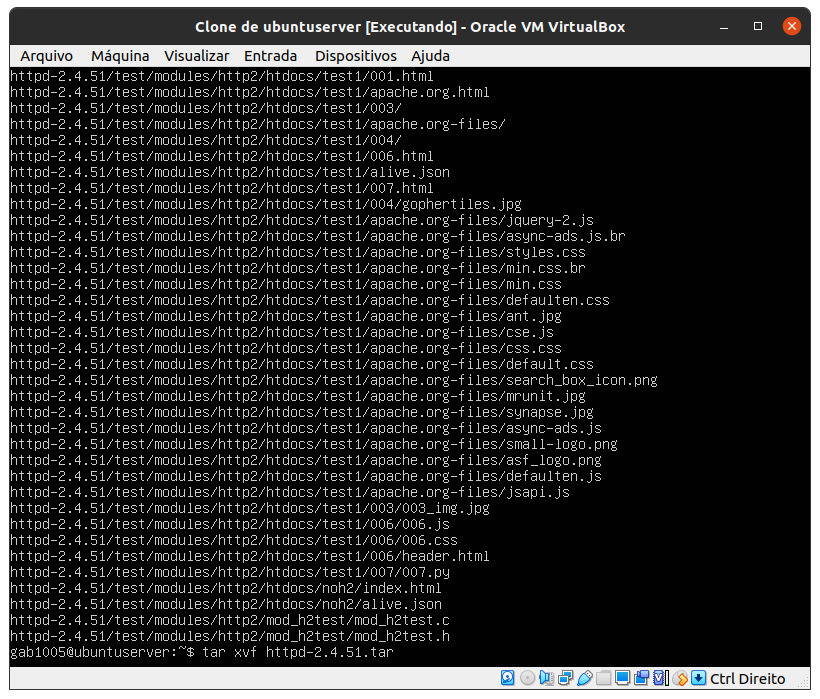 Clone de ubuntuserver [Executando] - Oracle VM VirtualBox
Arquivo Máquina Visualizar Entrada Dispositivos Ajuda
httpd-2.4.51/test/modules/http2/htdocs/test1/001.html
httpd-2.4.51/test/modules/http2/htdocs/test1/apache.org.html
httpd-2.4.51/test/modules/http2/htdocs/test1/003/
httpd-2.4.51/test/modules/http2/htdocs/test1/apache.org-files/
httpd-2.4.51/test/modules/http2/htdocs/test1/004/
httpd-2.4.51/test/modules/http2/htdocs/test1/006.html
httpd-2.4.51/test/modules/http2/htdocs/test1/alive.json
httpd-2.4.51/test/modules/http2/htdocs/test1/007.html
httpd-2.4.51/test/modules/http2/htdocs/test1/004/gophertiles.jpg
httpd-2.4.51/test/modules/http2/htdocs/test1/apache.org-files/jquery-2.js
httpd-2.4.51/test/modules/http2/htdocs/test1/apache.org-files/async-ads.js.br
httpd-2.4.51/test/modules/http2/htdocs/test1/apache.org-files/styles.css
httpd-2.4.51/test/modules/http2/htdocs/test1/apache.org-files/min.css.br
httpd-2.4.51/test/modules/http2/htdocs/test1/apache.org-files/min.css
httpd-2.4.51/test/modules/http2/htdocs/test1/apache.org-files/defaulten.css
httpd-2.4.51/test/modules/http2/htdocs/test1/apache.org-files/ant.jpg
httpd-2.4.51/test/modules/http2/htdocs/test1/apache.org-files/cse.js
httpd-2.4.51/test/modules/http2/htdocs/test1/apache.org-files/css.css
httpd-2.4.51/test/modules/http2/htdocs/test1/apache.org-files/default.css
httpd-2.4.51/test/modules/http2/htdocs/test1/apache.org-files/search_box_icon.png
httpd-2.4.51/test/modules/http2/htdocs/test1/apache.org-files/mrunit.jpg
httpd-2.4.51/test/modules/http2/htdocs/test1/apache.org-files/synapse.jpg
httpd-2.4.51/test/modules/http2/htdocs/test1/apache.org-files/async-ads.js
httpd-2.4.51/test/modules/http2/htdocs/test1/apache.org-files/small-logo.png
httpd-2.4.51/test/modules/http2/htdocs/test1/apache.org-files/asf_logo.png
httpd-2.4.51/test/modules/http2/htdocs/test1/apache.org-files/defaulten.js
httpd-2.4.51/test/modules/http2/htdocs/test1/apache.org-files/jsapi.js
httpd-2.4.51/test/modules/http2/htdocs/test1/003/003_img.jpg
httpd-2.4.51/test/modules/http2/htdocs/test1/006/006.js
httpd-2.4.51/test/modules/http2/htdocs/test1/006/006.css
httpd-2.4.51/test/modules/http2/htdocs/test1/006/header.html
httpd-2.4.51/test/modules/http2/htdocs/test1/007/007.py
httpd-2.4.51/test/modules/http2/htdocs/noh2/index.html
httpd-2.4.51/test/modules/http2/htdocs/noh2/alive.json
httpd-2.4.51/test/modules/http2/mod_h2test/mod_h2test.c
httpd-2.4.51/test/modules/http2/mod_h2test/mod_h2test.h
gab1005@ubuntuserver:~$ tar xvf httpd-2.4.51.tar
Ctrl Direito